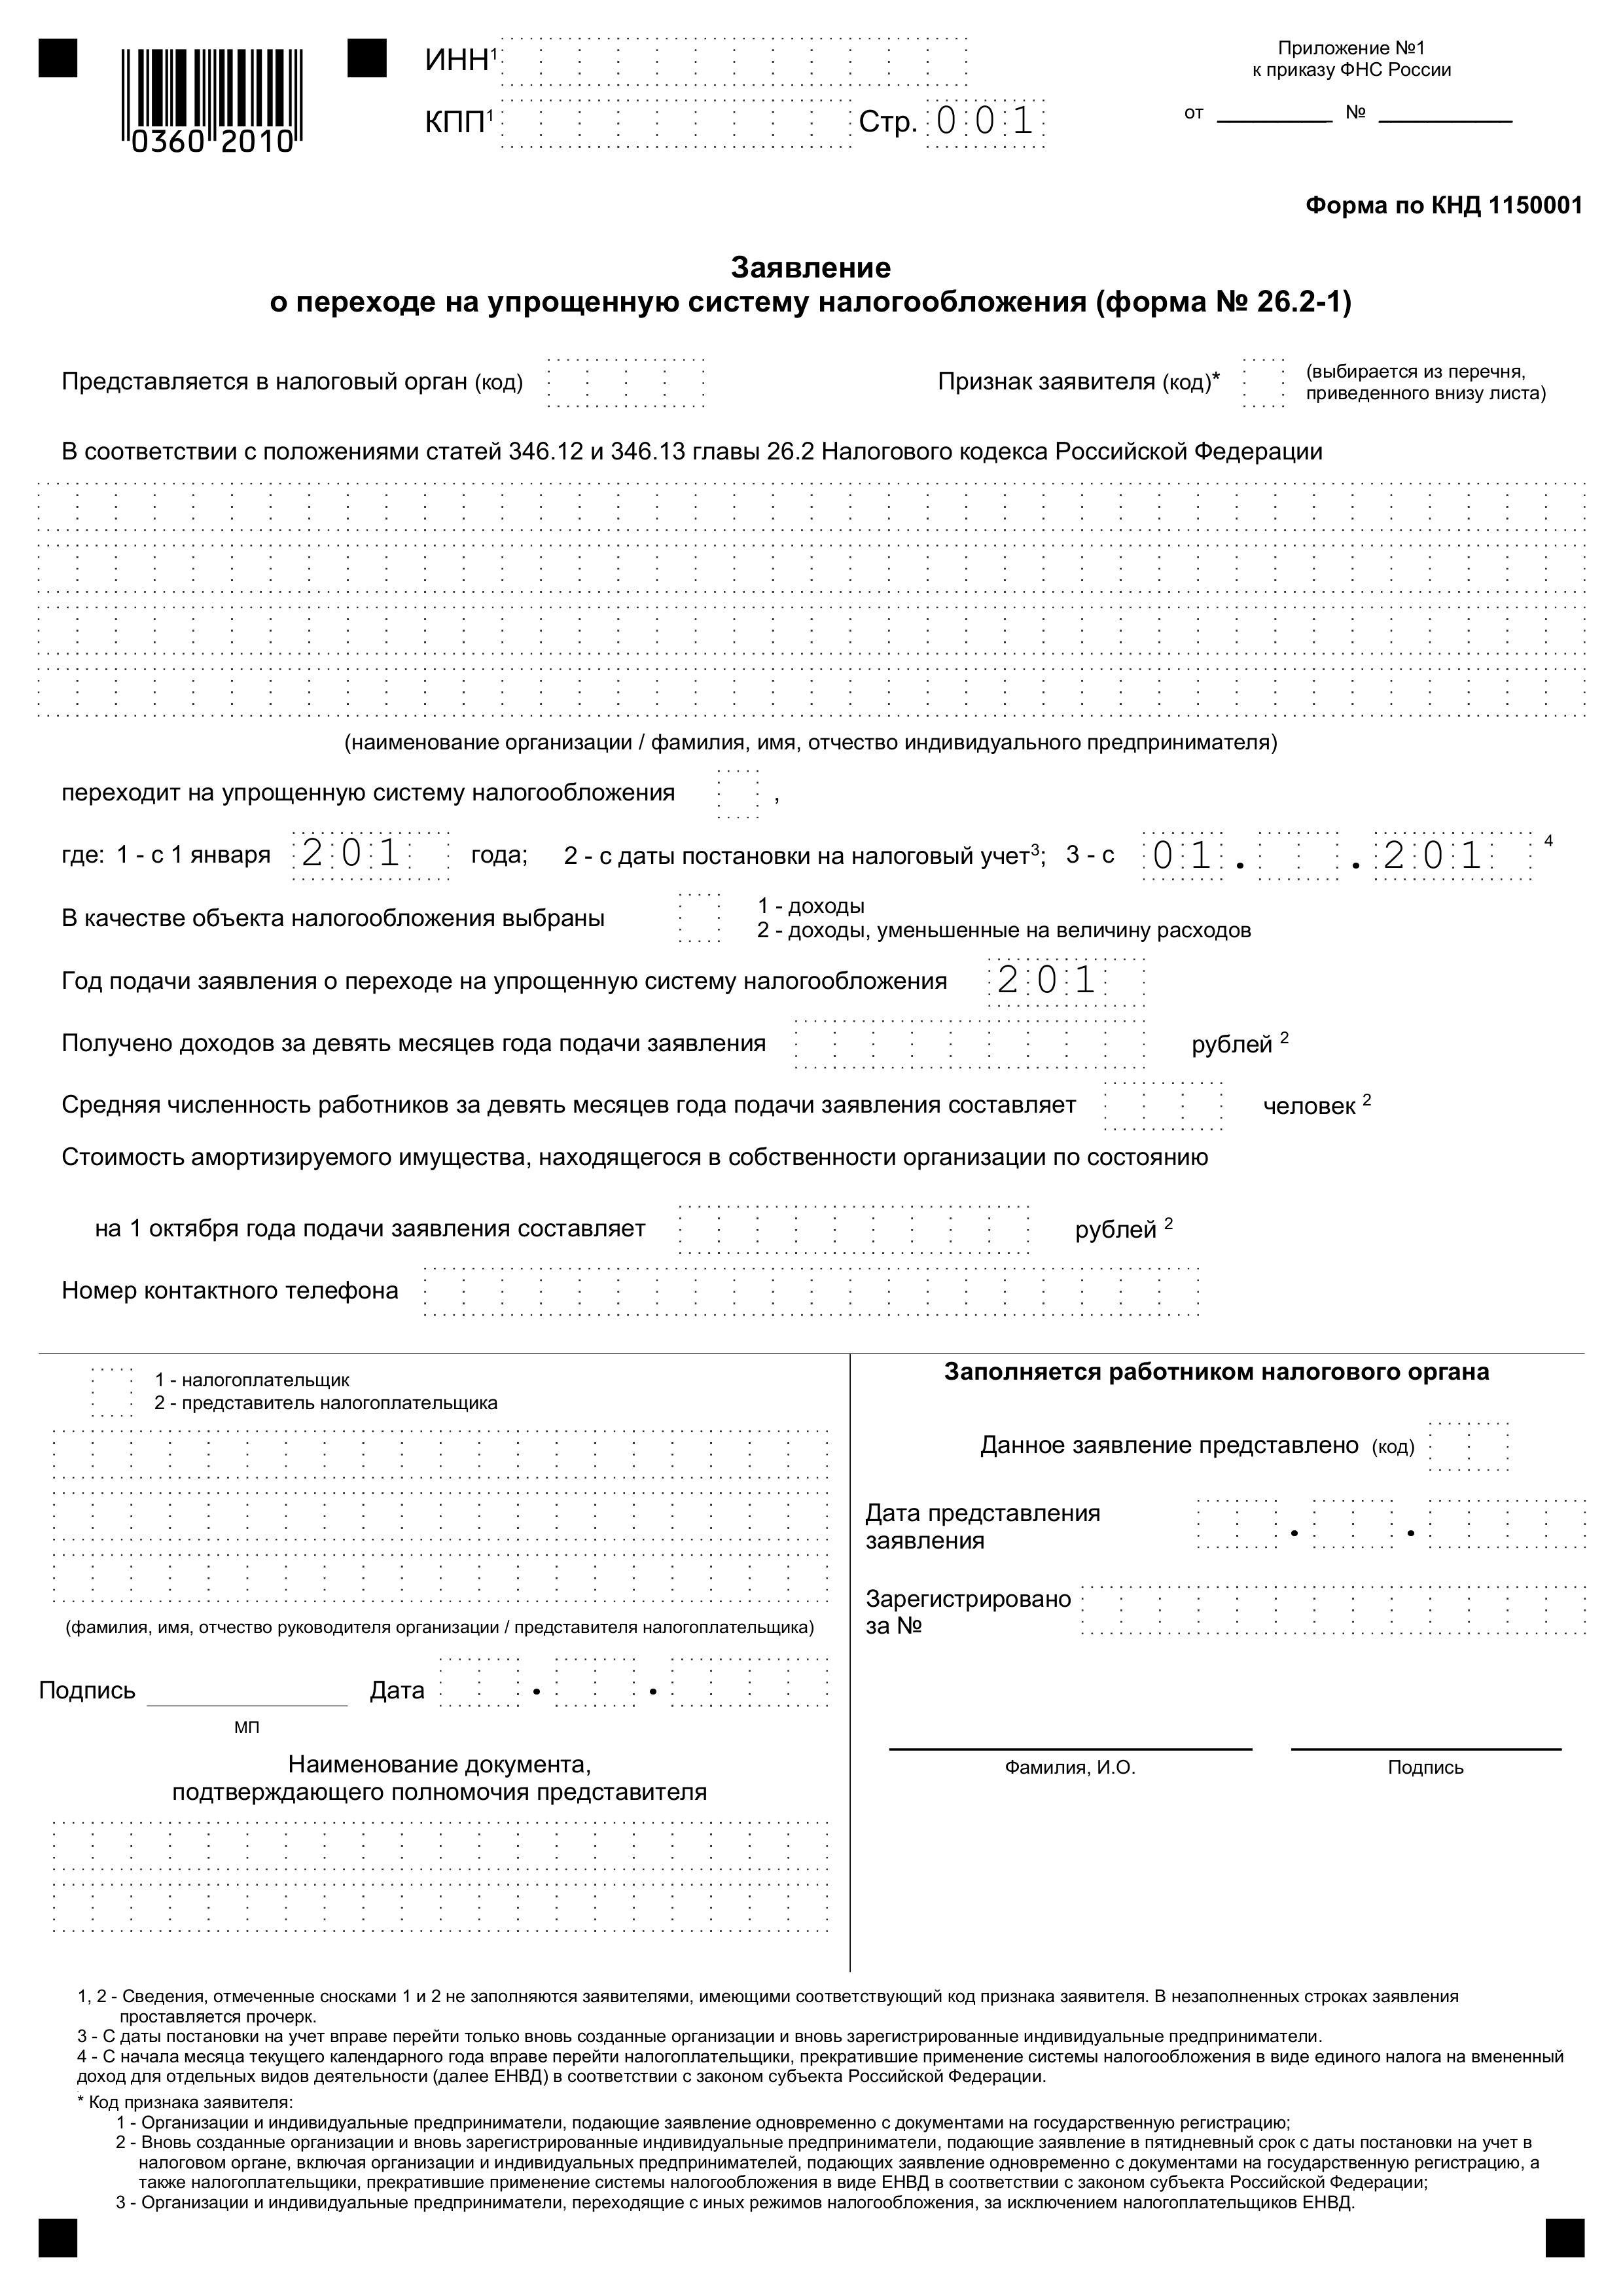 ИНН1
Приложение №1
к приказу ФНС России
0360 2010
КПП1 Стр. 001
от №
Форма по КНД 1150001
Заявление
о переходе на упрощенную систему налогообложения (форма № 26.2-1)
Представляется в налоговый орган (код) Признак заявителя (код)* (выбирается из перечня,
приведенного внизу листа)
В соответствии с положениями статей 346.12 и 346.13 главы 26.2 Налогового кодекса Российской Федерации
(наименование организации / фамилия, имя, отчество индивидуального предпринимателя)
переходит на упрощенную систему налогообложения ,
где: 1 - с 1 января 201 года; 2 - с даты постановки на налоговый учет3; 3 - с 01. .201 4
В качестве объекта налогообложения выбраны
1 - доходы
2 - доходы, уменьшенные на величину расходов
Год подачи заявления о переходе на упрощенную систему налогообложения 201
Получено доходов за девять месяцев года подачи заявления рублей 2
Средняя численность работников за девять месяцев года подачи заявления составляет человек 2
Стоимость амортизируемого имущества, находящегося в собственности организации по состоянию
на 1 октября года подачи заявления составляет рублей 2
Номер контактного телефона
1 - налогоплательщик
2 - представитель налогоплательщика
(фамилия, имя, отчество руководителя организации / представителя налогоплательщика)
Подпись Дата . .
МП
Наименование документа,
подтверждающего полномочия представителя
Заполняется работником налогового органа
Данное заявление представлено (код)
Дата представления
заявления . .
Зарегистрировано
за №
Фамилия, И.О. Подпись
1, 2 - Сведения, отмеченные сносками 1 и 2 не заполняются заявителями, имеющими соответствующий код признака заявителя. В незаполненных строках заявления
проставляется прочерк.
3 - С даты постановки на учет вправе перейти только вновь созданные организации и вновь зарегистрированные индивидуальные предприниматели.
4 - С начала месяца текущего календарного года вправе перейти налогоплательщики, прекратившие применение системы налогообложения в виде единого налога на вмененный
доход для отдельных видов деятельности (далее ЕНВД) в соответствии с законом субъекта Российской Федерации.
* Код признака заявителя:
1 - Организации и индивидуальные предприниматели, подающие заявление одновременно с документами на государственную регистрацию;
2 - Вновь созданные организации и вновь зарегистрированные индивидуальные предприниматели, подающие заявление в пятидневный срок с даты постановки на учет в
налоговом органе, включая организации и индивидуальных предпринимателей, подающих заявление одновременно с документами на государственную регистрацию, а
также налогоплательщики, прекратившие применение системы налогообложения в виде ЕНВД в соответствии с законом субъекта Российской Федерации;
3 - Организации и индивидуальные предприниматели, переходящие с иных режимов налогообложения, за исключением налогоплательщиков ЕНВД.